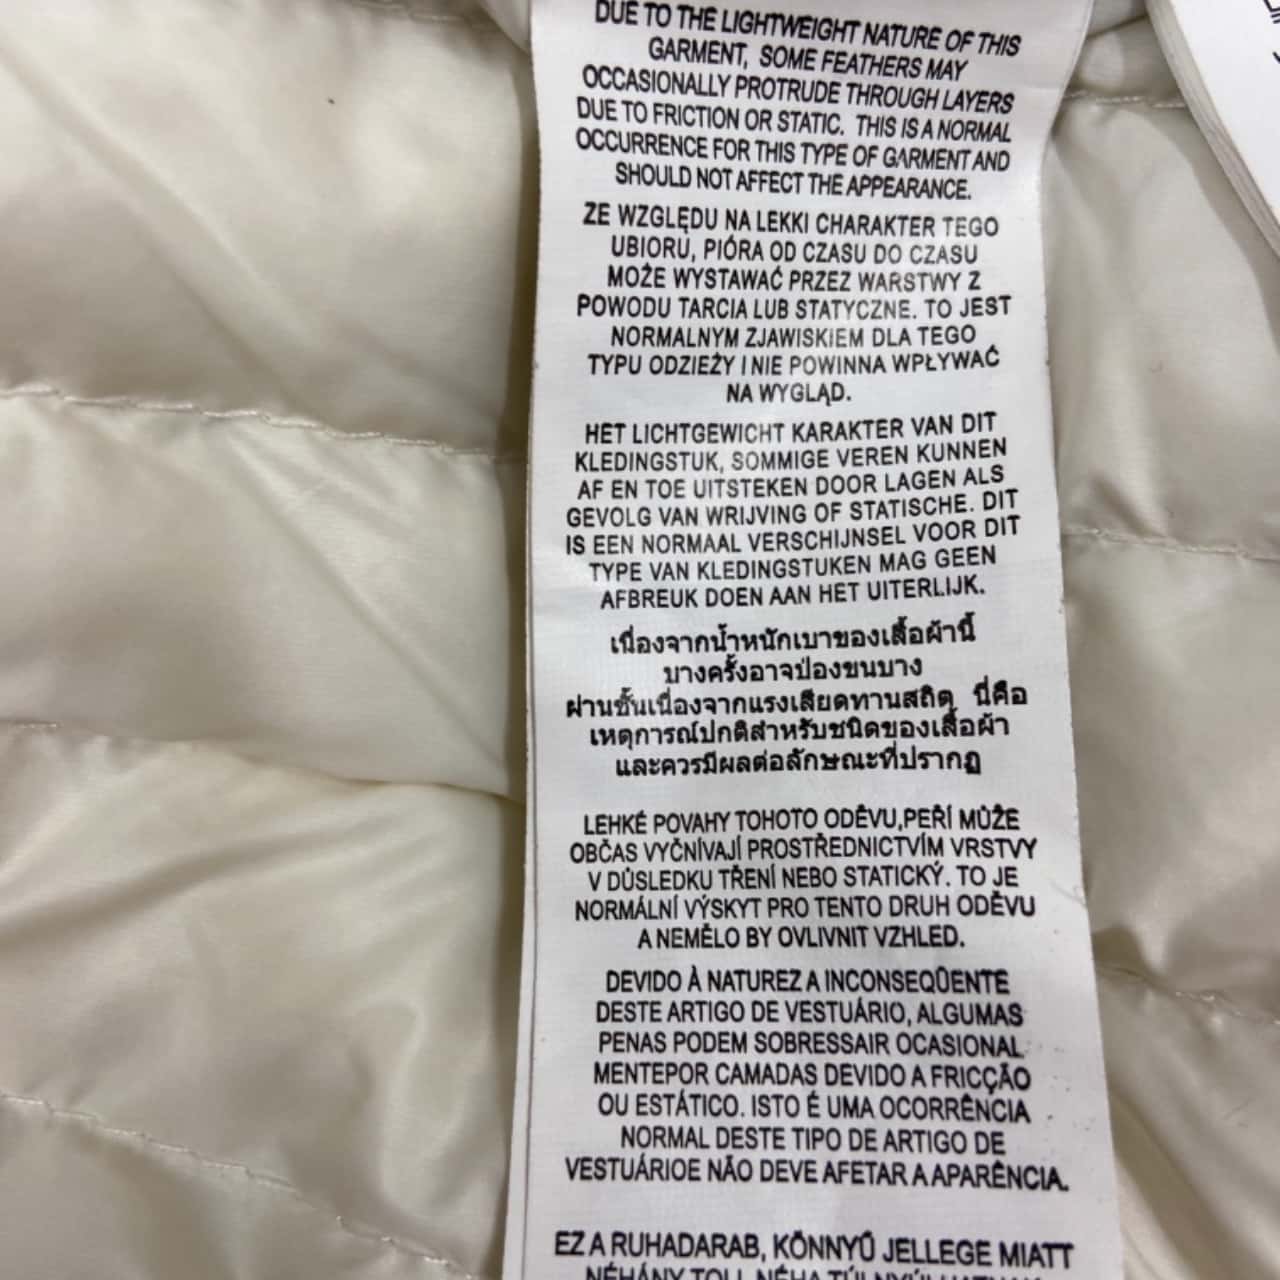 DUE TO THE LIGHTWEIGHT NATURE OF THIS
GARMENT, SOME FEATHERS MAY
OCCASIONALLY PROTRUDE THROUGH LAYERS
DUE TO FRICTION OR STATIC. THIS IS A NORMAL
OCCURRENCE FOR THIS TYPE OF GARMENT AND
SHOULD NOT AFFECT THE APPEARANCE.
ZE WZGLĘDU NA LEKKI CHARAKTER TEGO
UBIORU, PIÓRA OD CZASU DO CZASU
MOŻE WYSTAWAĆ PRZEZ WARSTWY Z
POWODU TARCIA LUB STATYCZNE. TO JEST
NORMALNYM ZJAWISKIEM DLA TEGO
TYPU ODZIEŻY I NIE POWINNA WPŁYWAĆ
NA WYGLĄD.
HET LICHTGEWICHT KARAKTER VAN DIT
KLEDINGSTUK, SOMMIGE VEREN KUNNEN
AF EN TOE UITSTEKEN DOOR LAGEN ALS
GEVOLG VAN WRIJVING OF STATISCHE. DIT
IS EEN NORMAAL VERSCHIJNSEL VOOR DIT
TYPE VAN KLEDINGSTUKEN MAG GEEN
AFBREUK DOEN AAN HET UITERLIJK.
เนื่องจากน้ำหนักเบาของเสื้อผ้านี้
บางครั้งอาจป่องขนบาง
ผ่านชั้นเนื่องจากแรงเสียดทานสถิต นี่คือ
เหตุการณ์ปกติสำหรับชนิดของเสื้อผ้า
และควรมีผลต่อลักษณะที่ปรากฏ
LEHKÉ POVAHY TOHOTO ODĚVU,PEŘÍ MŮŽE
OBČAS VYČNÍVAJÍ PROSTŘEDNICTVÍM VRSTVY
V DŮSLEDKU TŘENÍ NEBO STATICKÝ. TO JE
NORMÁLNÍ VÝSKYT PRO TENTO DRUH ODĚVU
A NEMĚLO BY OVLIVNIT VZHLED.
DEVIDO À NATUREZ A INCONSEQÜENTE
DESTE ARTIGO DE VESTUÁRIO, ALGUMAS
PENAS PODEM SOBRESSAIR OCASIONAL
MENTEPOR CAMADAS DEVIDO A FRICÇÃO
OU ESTÁTICO. ISTO É UMA OCORRÊNCIA
NORMAL DESTE TIPO DE ARTIGO DE
VESTUÁRIOE NÃO DEVE AFETAR A APARÊNCIA.
EZ A RUHADARAB, KÖNNYŰ JELLEGE MIATT
NÉHÁNY TOLL NÉHA